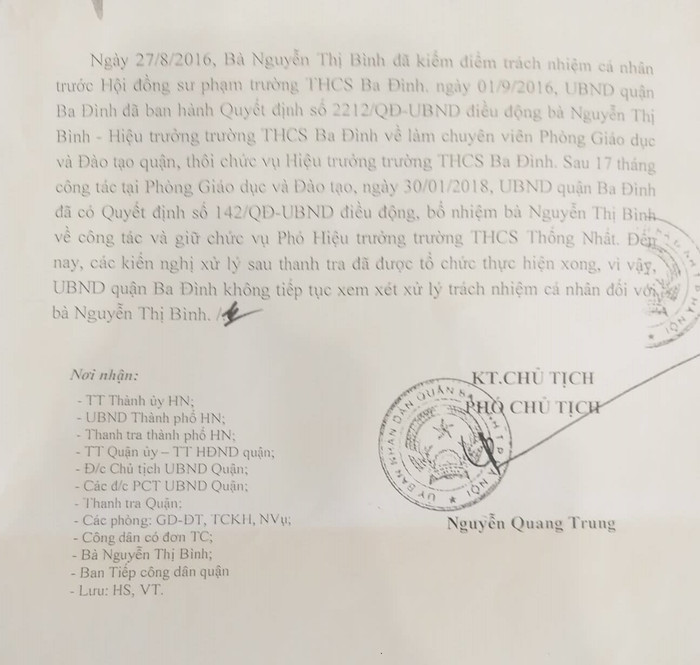 Ngày 27/8/2016, Bà Nguyễn Thị Bình đã kiểm điểm trách nhiệm cá nhân
trước Hội đồng sư phạm trường THCS Ba Đình. ngày 01/9/2016, UBND quận
Ba Đình đã ban hành Quyết định số 2212/QĐ-UBND điều động bà Nguyễn Thị
Bình - Hiệu trưởng trường THCS Ba Đình về làm chuyên viên Phòng Giáo dục
và Đào tạo quận, thôi chức vụ Hiệu trưởng trường THCS Ba Đình. Sau 17 tháng
công tác tại Phòng Giáo dục và Đào tạo, ngày 30/01/2018, UBND quận Ba Đình
đã có Quyết định số 142/QĐ-UBND điều động, bổ nhiệm bà Nguyễn Thị Bình
về công tác và giữ chức vụ Phó Hiệu trưởng trường THCS Thống Nhất. Đến
nay, các kiến nghị xử lý sau thanh tra đã được tổ chức thực hiện xong, vì vậy,
UBND quận Ba Đình không tiếp tục xem xét xử lý trách nhiệm cá nhân đối với
bà Nguyễn Thị Bình. /
Nơi nhận:
- TT Thành ủy HN;
- UBND Thành phố HN;
- Thanh tra thành phố HN;
- TT Quận ủy – TT HĐND quận;
- Đ/c Chủ tịch UBND Quận;
- Các đ/c PCT UBND Quận;
- Thanh tra Quận;
- Các phòng: GD-ĐT, TCKH, NVụ;
- Công dân có đơn TC;
- Bà Nguyễn Thị Bình;
- Ban Tiếp công dân quận
- Lưu: HS, VT.
KT.CHỦ TỊCH
PHÓ CHỦ TỊCH
ỦY BAN NHÂN DÂN QUẬN BA ĐÌNH T.P HÀ NỘI
Nguyễn Quang Trung